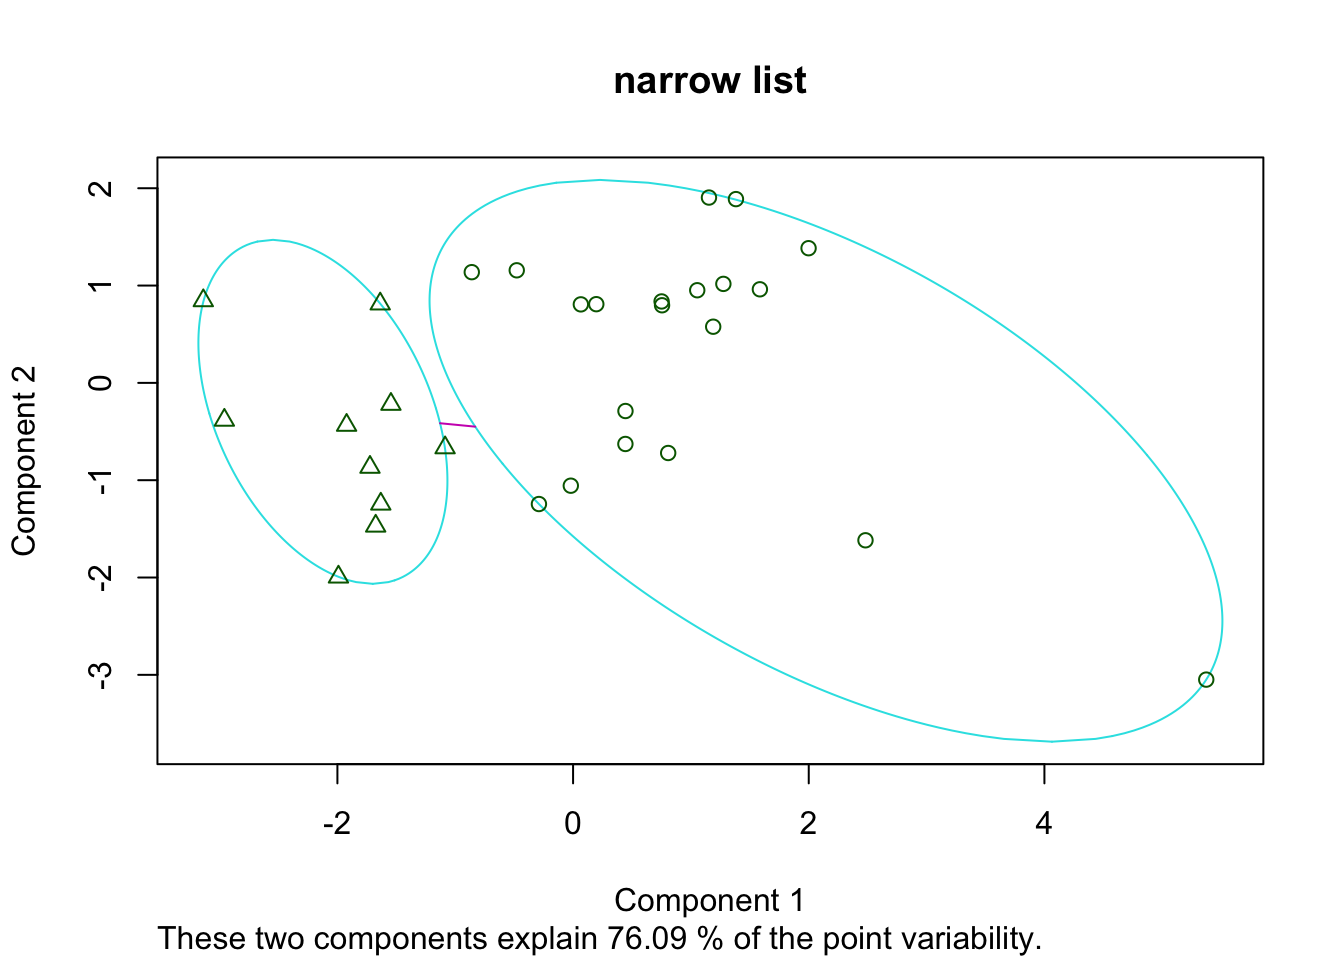 narrow list
Component 2
2
1
0
-1
-2
-3
-2 0 2 4
Component 1
These two components explain 76.09 % of the point variability.